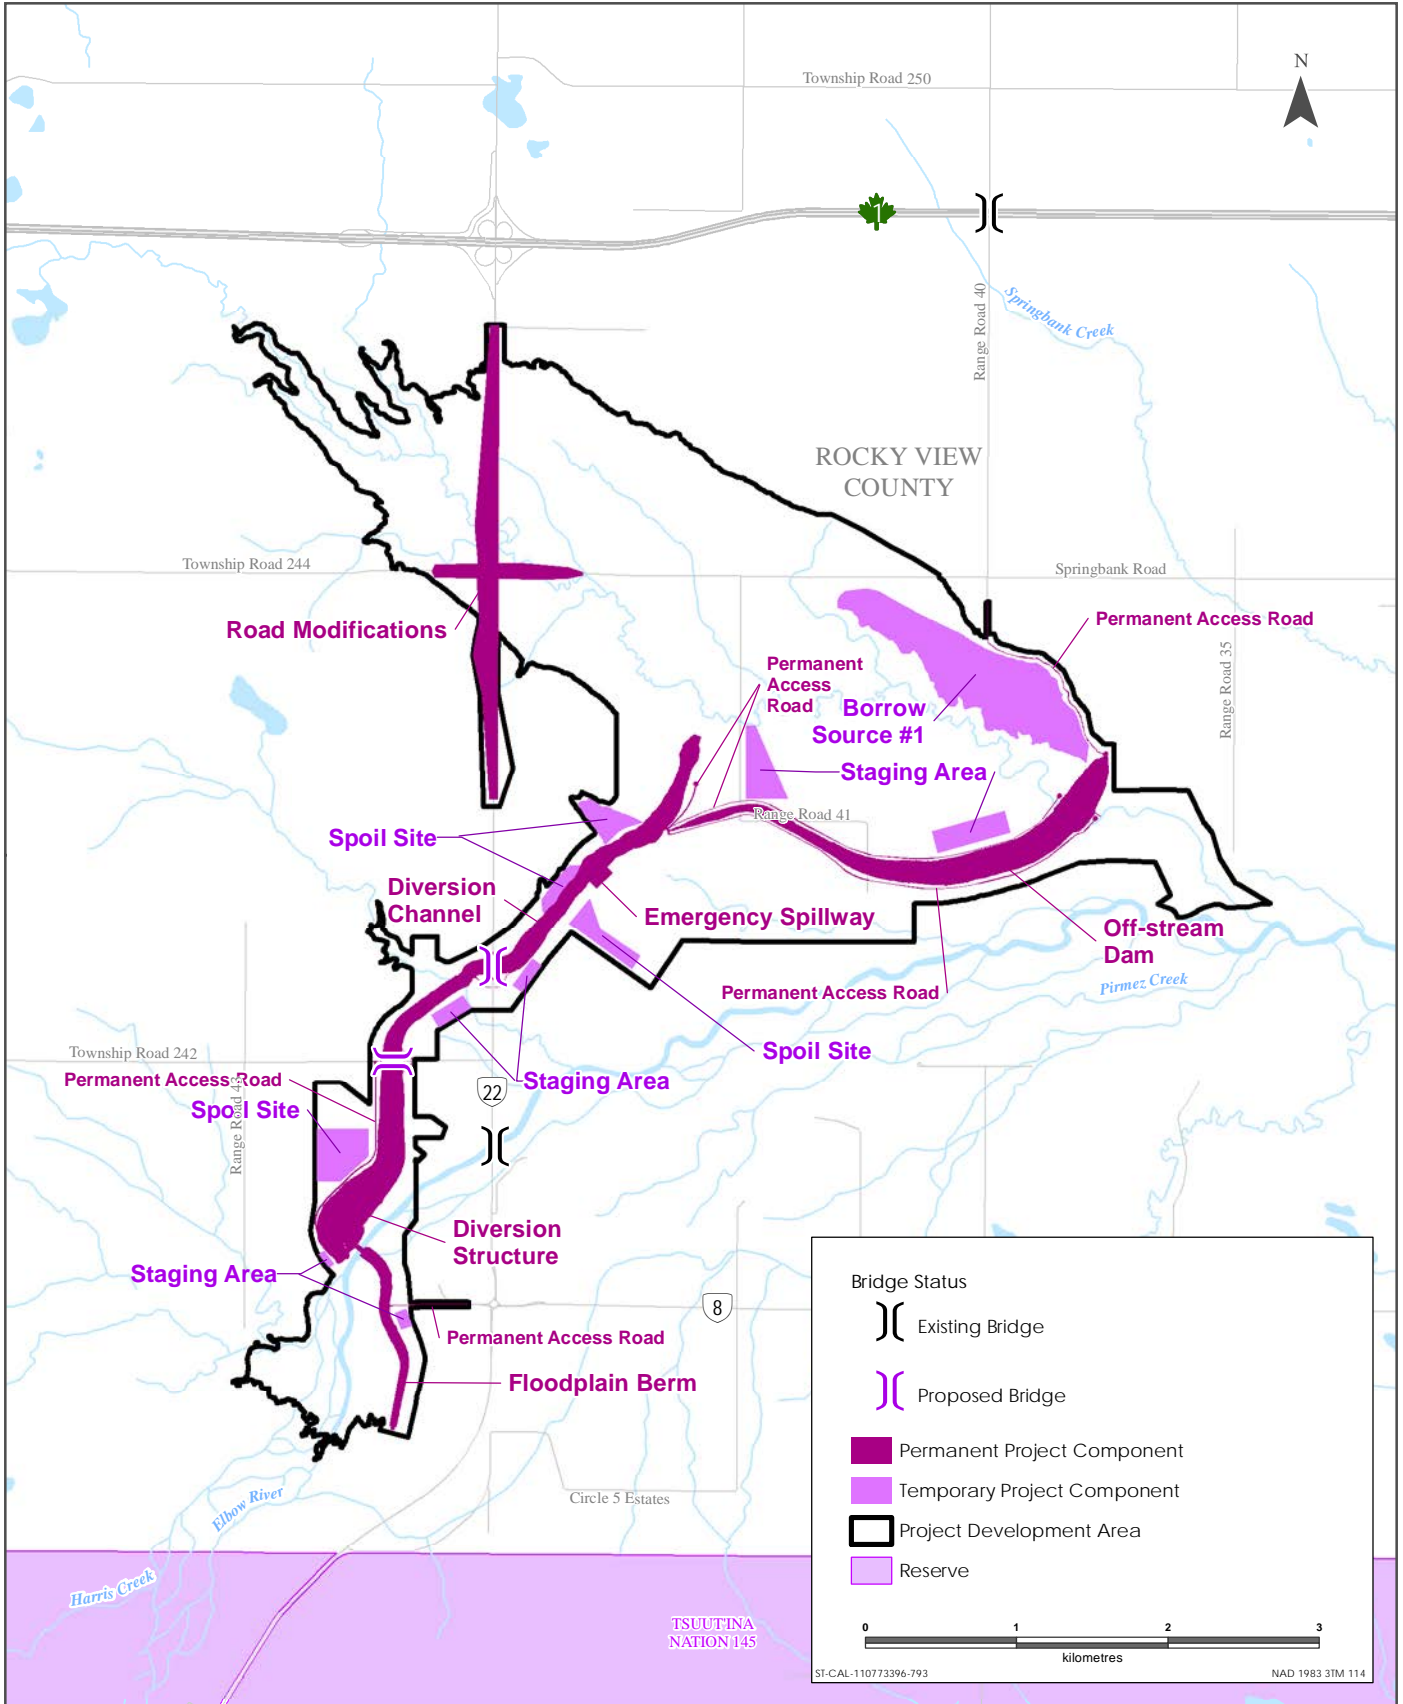 Township Road 250
N
1
Range Road 40
Springbank Creek
ROCKY VIEW
COUNTY
Township Road 244
Springbank Road
Road Modifications
Permanent Access Road
Range Road 35
Permanent
Access
Road
Borrow
Source #1
Staging Area
Range Road 41
Spoil Site
Diversion
Channel
Emergency Spillway
Off-stream
Dam
Permanent Access Road
Pirmez Creek
Township Road 242
Spoil Site
Permanent Access Road
Staging Area
22
Spoil Site
Range Road 43
Diversion
Structure
Staging Area
8
Permanent Access Road
Floodplain Berm
Elbow River
Circle 5 Estates
Harris Creek
TSUUT'INA
NATION 145
Bridge Status
Existing Bridge
Proposed Bridge
Permanent Project Component
Temporary Project Component
Project Development Area
Reserve
0 1 2 3
kilometres
ST-CAL-110773396-793
NAD 1983 3TM 114